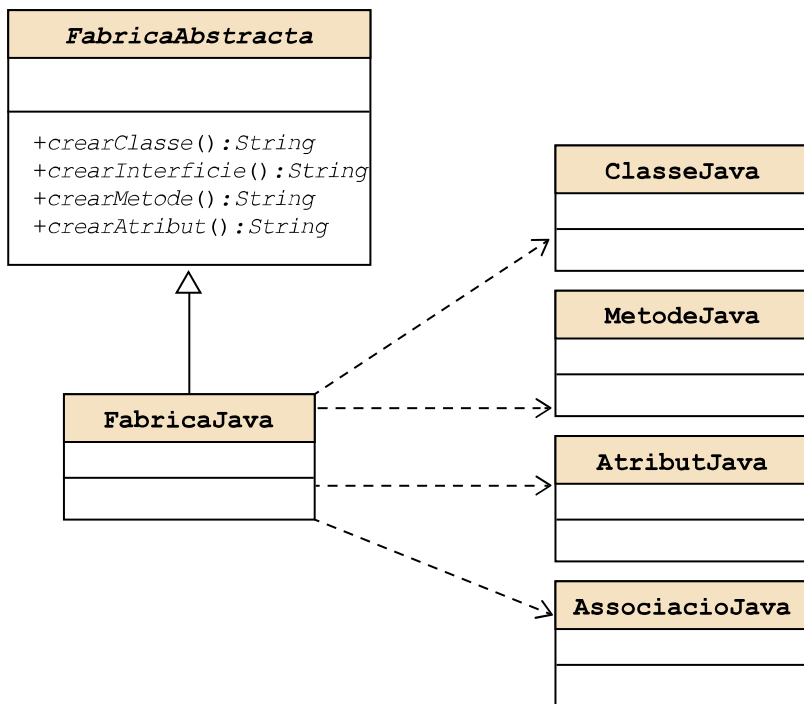 FabricaAbstracta
+crearClasse():String
+crearInterficie():String
+crearMetode():String
+crearAtribut():String
FabricaJava
ClasseJava
MetodeJava
AtributJava
AssociacioJava